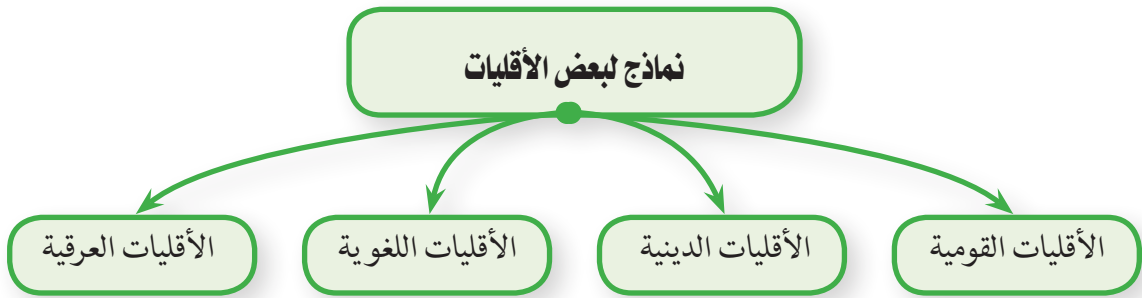 نماذج لبعض الأقليات
الأقليات القومية
الأقليات الدينية
الأقليات اللغوية
الأقليات العرقية